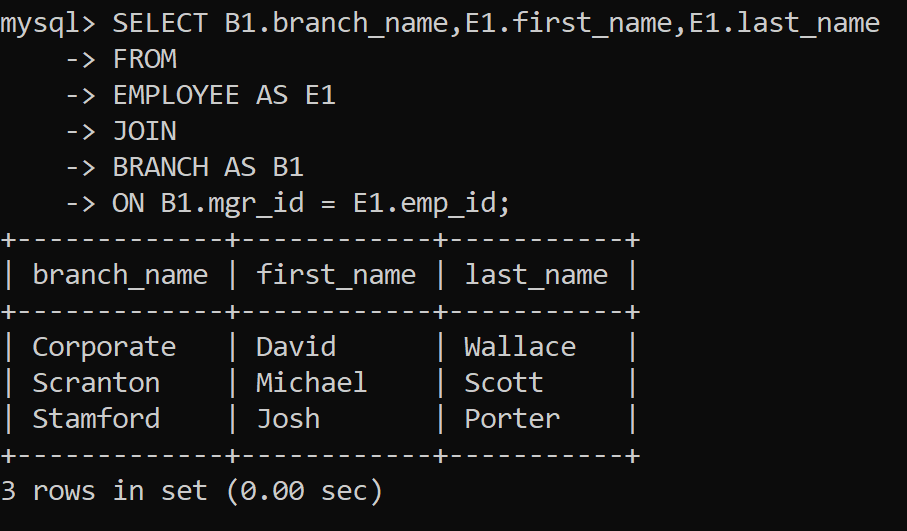 mysql> SELECT B1.branch_name,E1.first_name,E1.last_name
    -> FROM
    -> EMPLOYEE AS E1
    -> JOIN
    -> BRANCH AS B1
    -> ON B1.mgr_id = E1.emp_id;
+-------------+------------+-----------+
| branch_name | first_name | last_name |
+-------------+------------+-----------+
| Corporate   | David      | Wallace   |
| Scranton    | Michael    | Scott     |
| Stamford    | Josh       | Porter    |
+-------------+------------+-----------+
3 rows in set (0.00 sec)